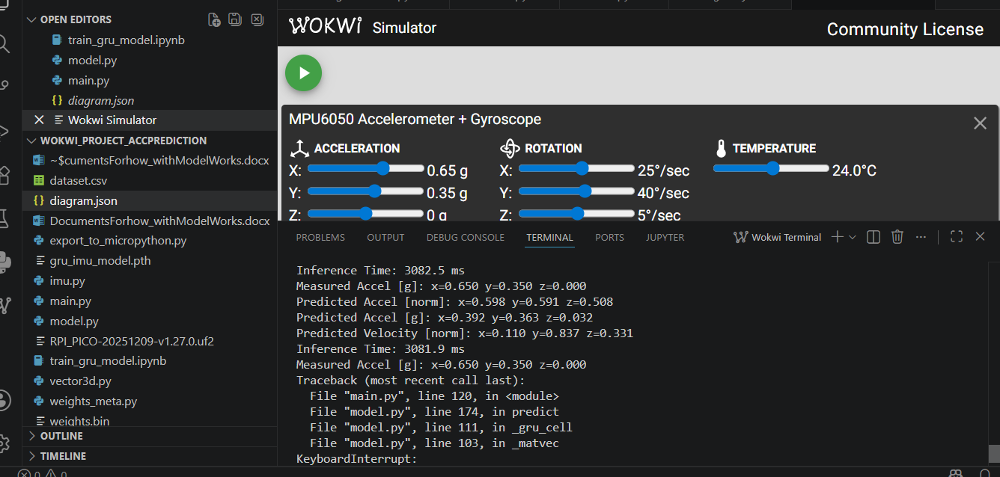 OPEN EDITORS
train_gru_model.ipynb
model.py
main.py
{} diagram.json
Wokwi Simulator
WOKWI_PROJECT_ACCPREDICTION
~$cumentsForhow_withModelWorks.docx
dataset.csv
{} diagram.json
DocumentsForhow_withModelWorks.docx
export_to_micropython.py
gru_imu_model.pth
imu.py
main.py
model.py
RPI_PICO-20251209-v1.27.0.uf2
train_gru_model.ipynb
vector3d.py
weights_meta.py
weights.bin
OUTLINE
TIMELINE
0 0
WOKWI Simulator
Community License
MPU6050 Accelerometer + Gyroscope
ACCELERATION ROTATION TEMPERATURE
X: 0.65 g X: 25°/sec 24.0°C
Y: 0.35 g Y: 40°/sec
Z: 0 g Z: 5°/sec
PROBLEMS OUTPUT DEBUG CONSOLE TERMINAL PORTS JUPYTER Wokwi Terminal
Inference Time: 3082.5 ms
Measured Accel [g]: x=0.650 y=0.350 z=0.000
Predicted Accel [norm]: x=0.598 y=0.591 z=0.508
Predicted Accel [g]: x=0.392 y=0.363 z=0.032
Predicted Velocity [norm]: x=0.110 y=0.837 z=0.331
Inference Time: 3081.9 ms
Measured Accel [g]: x=0.650 y=0.350 z=0.000
Traceback (most recent call last):
File "main.py", line 120, in <module>
File "model.py", line 174, in predict
File "model.py", line 111, in _gru_cell
File "model.py", line 103, in _matvec
KeyboardInterrupt: